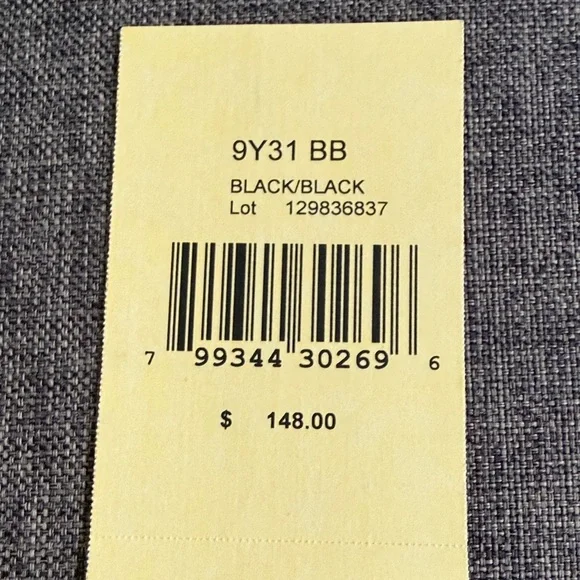 9Y31 BB
BLACK/BLACK
Lot 129836837
7 99344 30269 6
$ 148.00